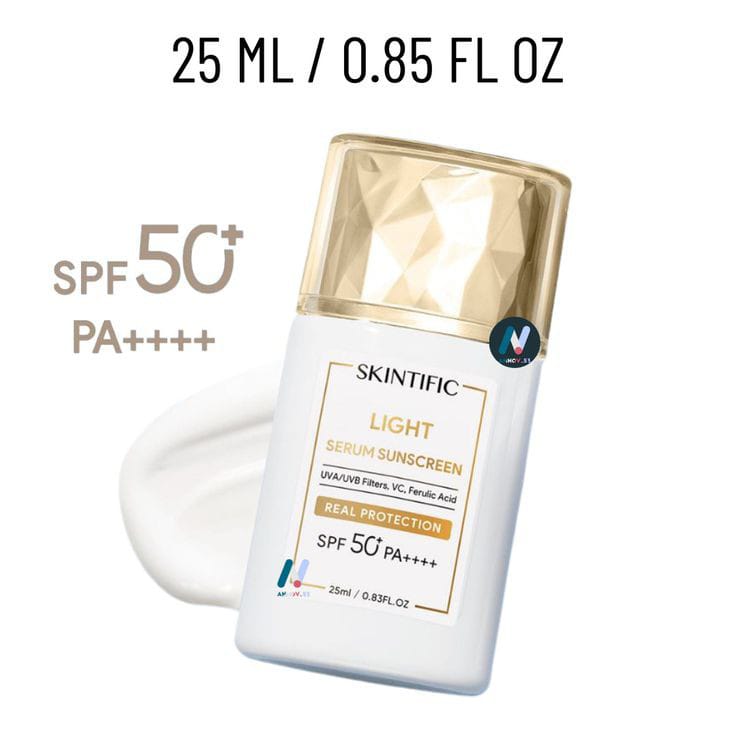 25 ML / 0.85 FL OZ
SPF 50+
PA++++
SKINTIFIC
LIGHT
SERUM SUNSCREEN
UVA/UVB Filters, VC, Ferulic Acid
REAL PROTECTION
SPF 50+ PA++++
25ml / 0.83FL.OZ